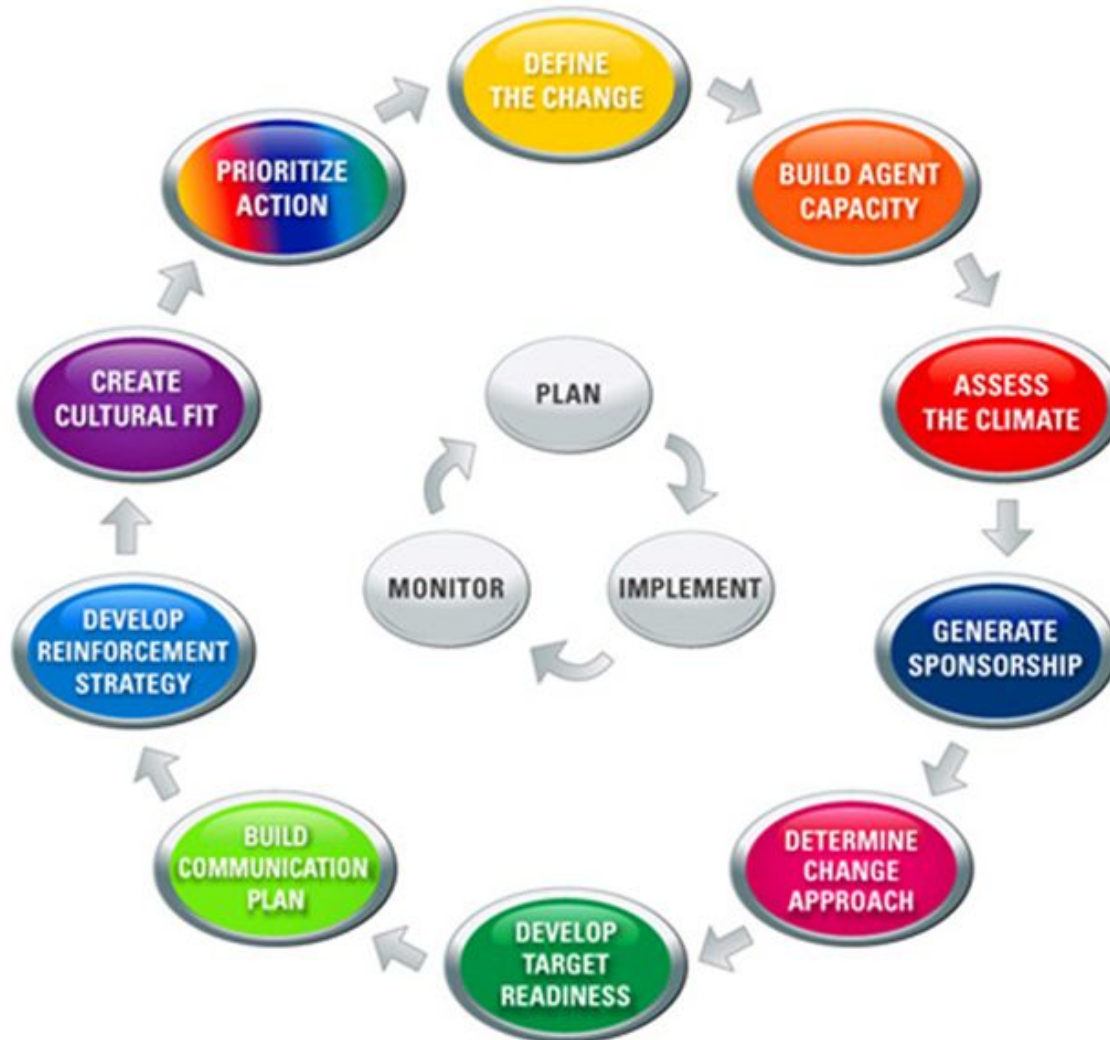 DEFINE
THE CHANGE
BUILD AGENT
CAPACITY
ASSESS
THE CLIMATE
GENERATE
SPONSORSHIP
DETERMINE
CHANGE
APPROACH
DEVELOP
TARGET
READINESS
BUILD
COMMUNICATION
PLAN
DEVELOP
REINFORCEMENT
STRATEGY
CREATE
CULTURAL FIT
PRIORITIZE
ACTION
PLAN
IMPLEMENT
MONITOR